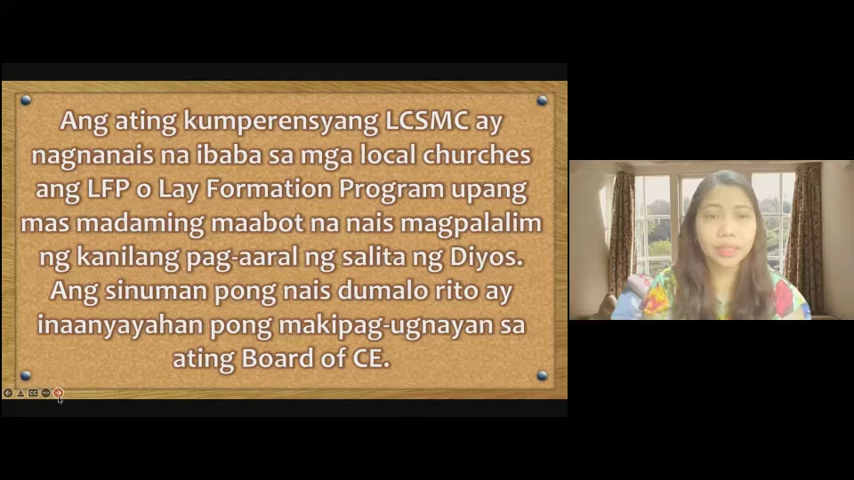 Ang ating kumperensyang LCSMC ay
nagnanais na ibaba sa mga local churches
ang LFP o Lay Formation Program upang
mas madaming maabot na nais magpalalim
ng kanilang pag-aaral ng salita ng Diyos.
Ang sinuman pong nais dumalo rito ay
inaanyayahan pong makipag-ugnayan sa
ating Board of CE.